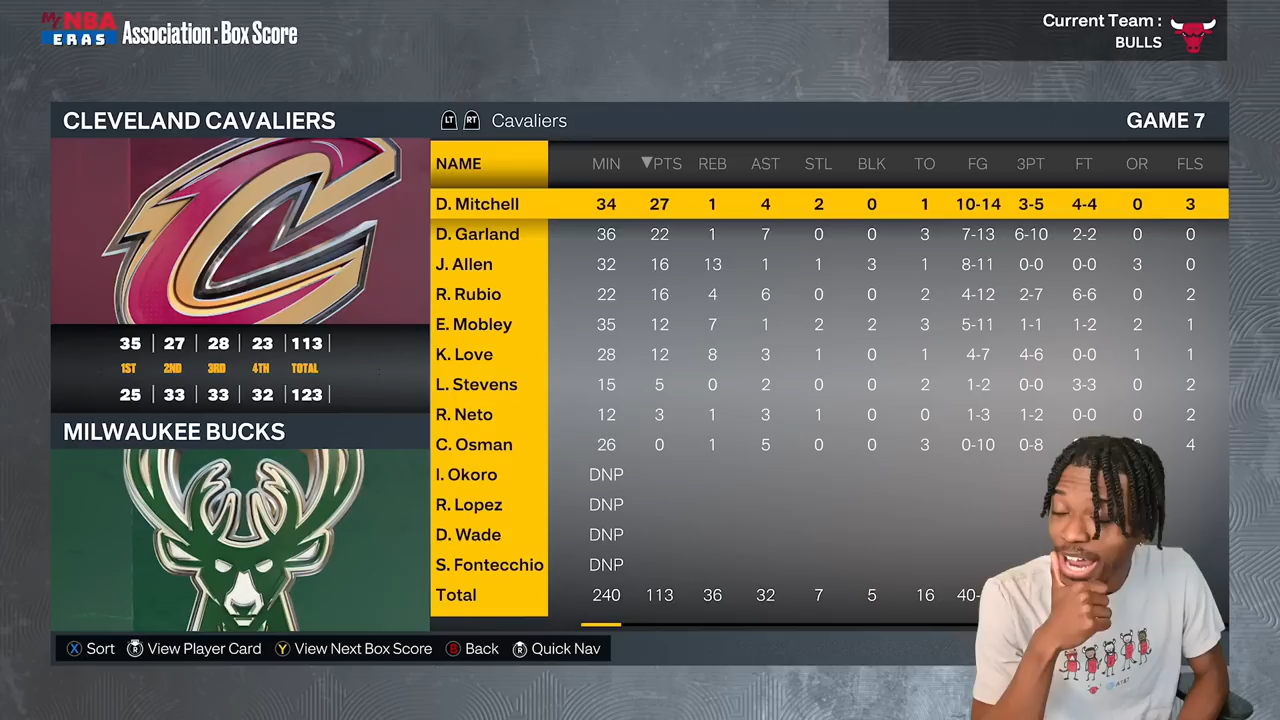 My NBA ERAS Association : Box Score
Current Team :
BULLS
CLEVELAND CAVALIERS
35 27 28 23 113
1ST 2ND 3RD 4TH TOTAL
25 33 33 32 123
MILWAUKEE BUCKS
LT RT Cavaliers GAME 7
NAME MIN ▼PTS REB AST STL BLK TO FG 3PT FT OR FLS
D. Mitchell 34 27 1 4 2 0 1 10-14 3-5 4-4 0 3
D. Garland 36 22 1 7 0 0 3 7-13 6-10 2-2 0 0
J. Allen 32 16 13 1 1 3 1 8-11 0-0 0-0 3 0
R. Rubio 22 16 4 6 0 0 2 4-12 2-7 6-6 0 2
E. Mobley 35 12 7 1 2 2 3 5-11 1-1 1-2 2 1
K. Love 28 12 8 3 1 0 1 4-7 4-6 0-0 1 1
L. Stevens 15 5 0 2 0 0 2 1-2 0-0 3-3 0 2
R. Neto 12 3 1 3 1 0 0 1-3 1-2 0-0 0 2
C. Osman 26 0 1 5 0 0 3 0-10 0-8 4
I. Okoro DNP
R. Lopez DNP
D. Wade DNP
S. Fontecchio DNP
Total 240 113 36 32 7 5 16 40-
X Sort R View Player Card Y View Next Box Score B Back R Quick Nav
AT&T